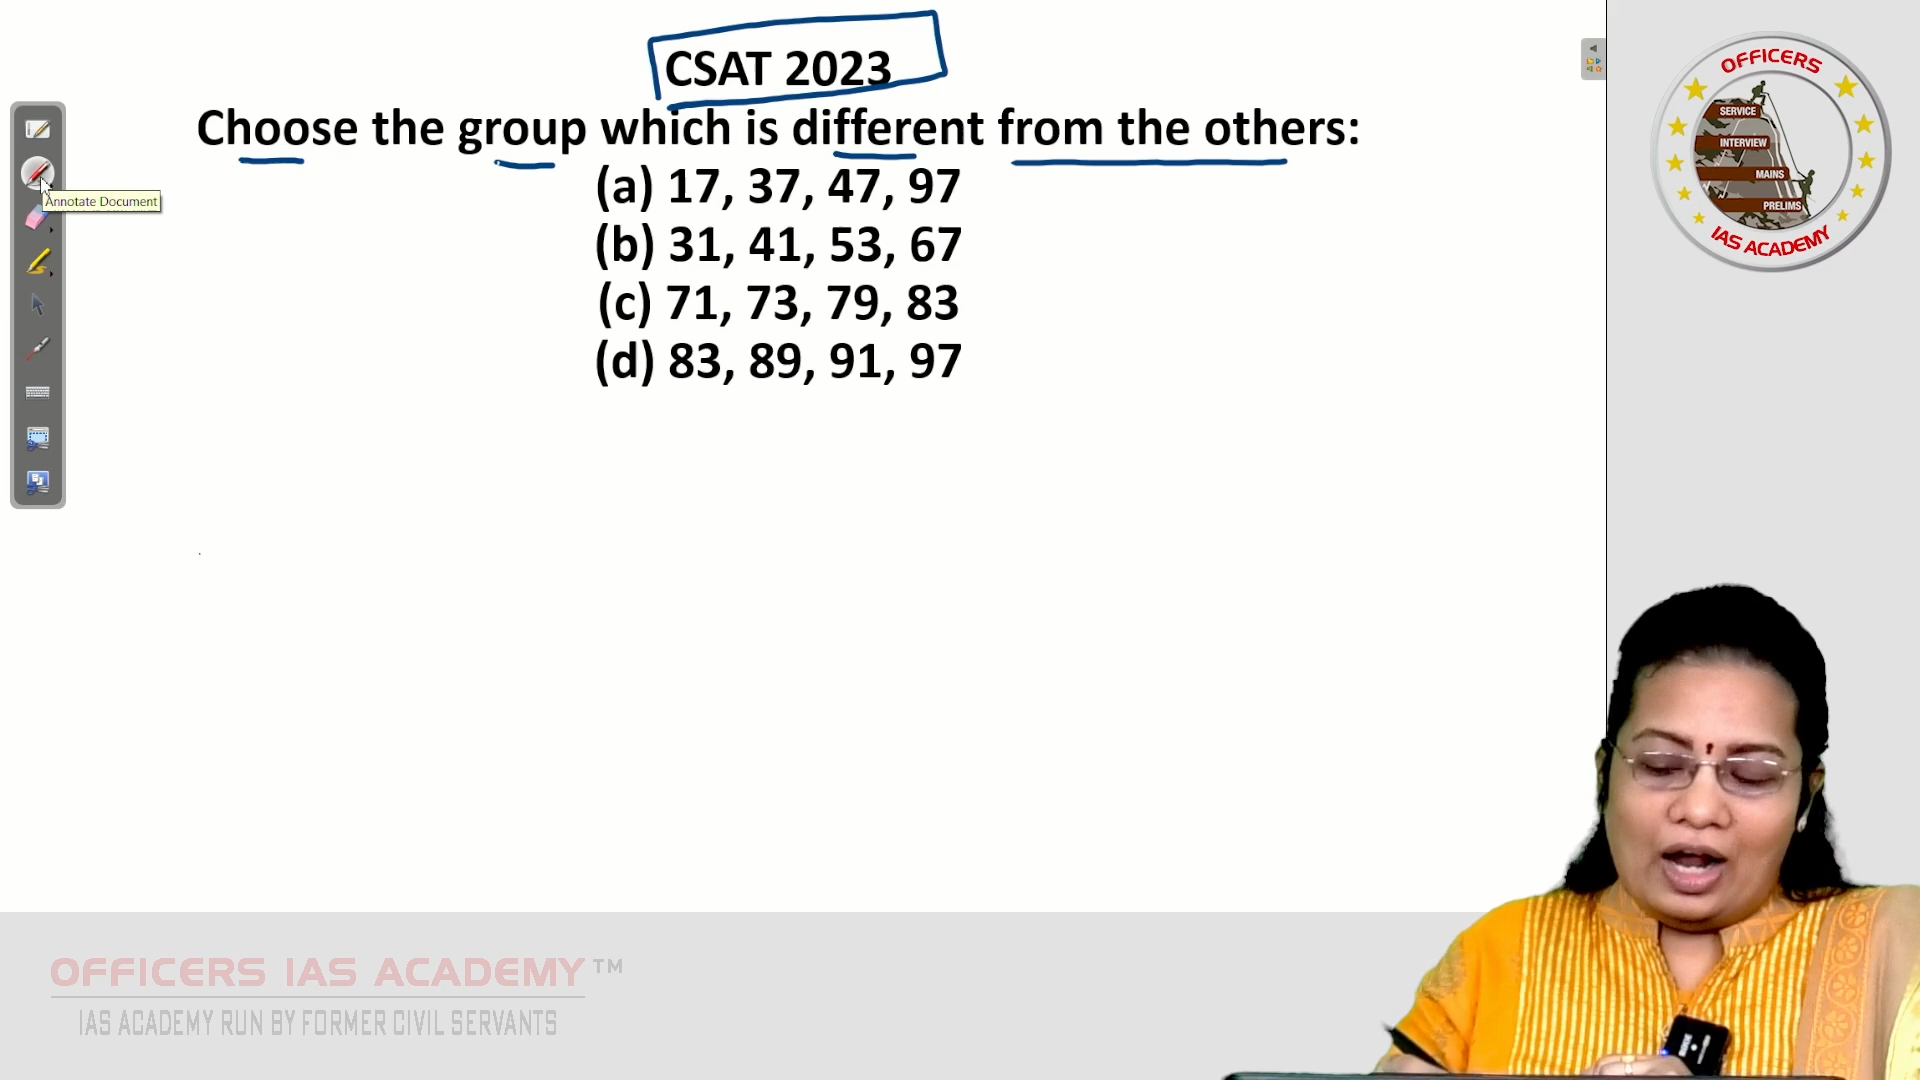 CSAT 2023
Choose the group which is different from the others:
(a) 17, 37, 47, 97
(b) 31, 41, 53, 67
(c) 71, 73, 79, 83
(d) 83, 89, 91, 97
Annotate Document
OFFICERS
SERVICE
INTERVIEW
MAINS
PRELIMS
IAS ACADEMY
OFFICERS IAS ACADEMY™
IAS ACADEMY RUN BY FORMER CIVIL SERVANTS